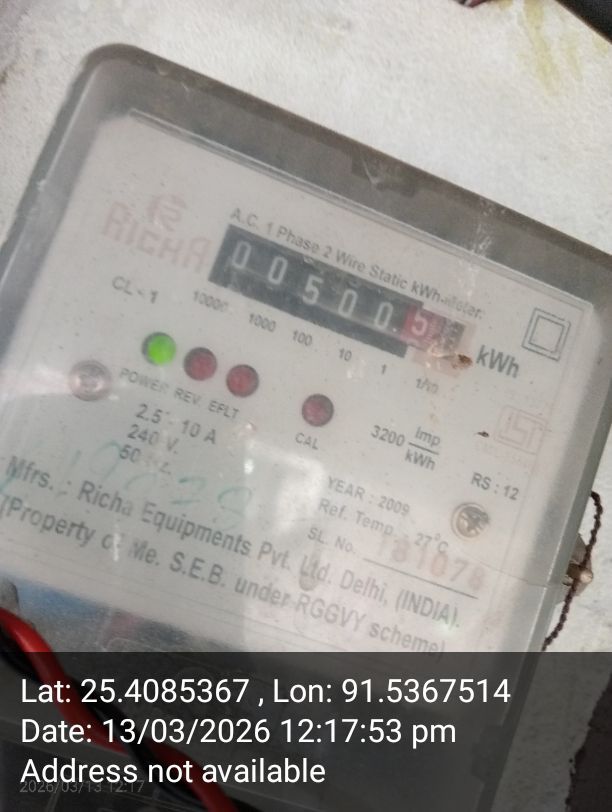 RICHA
A.C. 1 Phase 2 Wire Static kWh-Meter.
0 0 5 0 0. 5
kWh
CL - 1
10000 1000 100 10 1 1/10
POWER REV. EFLT
CAL
3200 Imp/kWh
2.5 - 10 A
240 V.
50 Hz.
RS : 12
YEAR : 2009
Ref. Temp. 27°C
SL. No.
Mfrs. : Richa Equipments Pvt. Ltd. Delhi, (INDIA).
(Property of Me. S.E.B. under RGGVY scheme)
Lat: 25.4085367 , Lon: 91.5367514
Date: 13/03/2026 12:17:53 pm
Address not available
2026/03/13 12:17